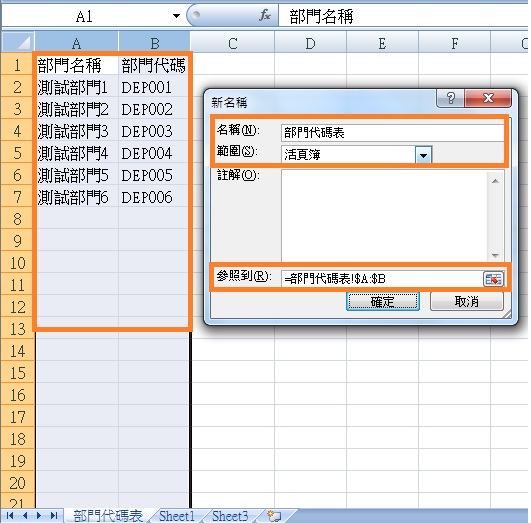 A1 fx 部門名稱
A B C D E F
1 部門名稱 部門代碼
2 測試部門1 DEP001
3 測試部門2 DEP002
4 測試部門3 DEP003
5 測試部門4 DEP004
6 測試部門5 DEP005
7 測試部門6 DEP006
8
9
10
11
12
13
14
15
16
17
18
19
20
21
新名稱
名稱(N): 部門代碼表
範圍(S): 活頁簿
註解(O):
參照到(R): =部門代碼表!$A:$B
確定 取消
部門代碼表 Sheet1 Sheet3